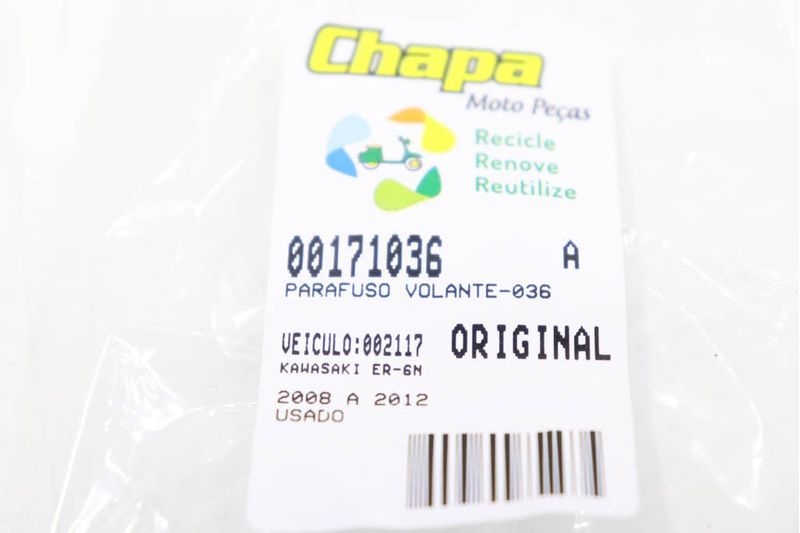 Chapa
Moto Peças
Recicle
Renove
Reutilize
00171036 A
PARAFUSO VOLANTE-036
VEICULO:002117 ORIGINAL
KAWASAKI ER-6N
2008 A 2012
USADO